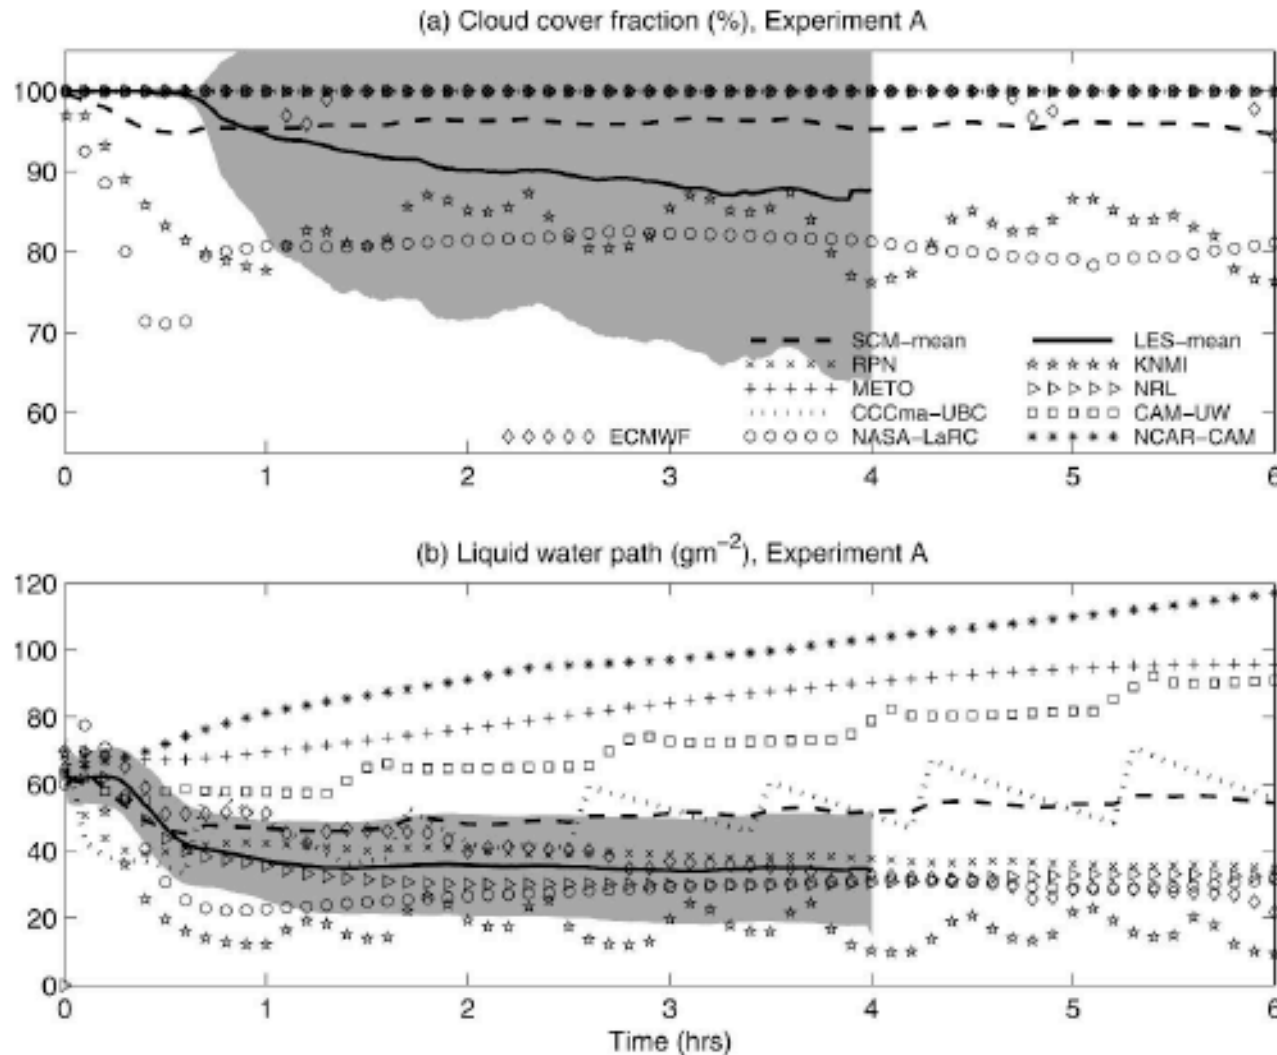 (a) Cloud cover fraction (%), Experiment A
100
90
80
70
60
SCM-mean LES-mean
RPN KNMI
METO NRL
CCCma-UBC CAM-UW
ECMWF NASA-LaRC NCAR-CAM
0 1 2 3 4 5 6
(b) Liquid water path (gm⁻²), Experiment A
120
100
80
60
40
20
0
0 1 2 3 4 5 6
Time (hrs)